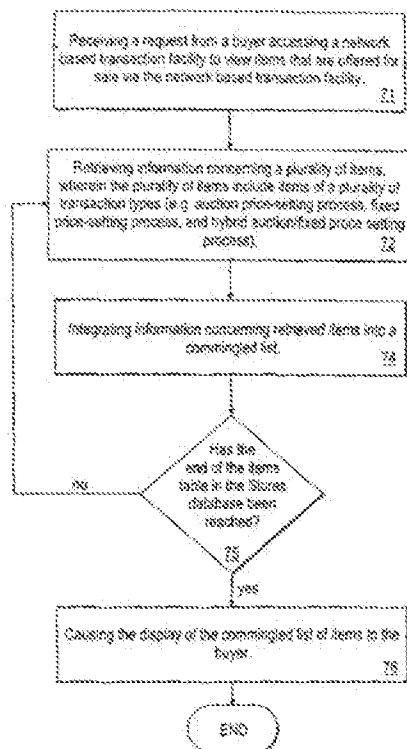 Receiving a request from a buyer accessing a network
based transaction facility to view items that are offered for
sale via the network based transaction facility.
71
Retrieving information concerning a plurality of items,
wherein the plurality of items include items of a plurality of
transaction types (e.g. auction price-setting process, fixed
price-setting process, and hybrid auction/fixed price setting
process).
72
Integrating information concerning retrieved items into a
commingled list.
74
Has the
end of the items
table in the Stores
database been
reached?
75
no
yes
Causing the display of the commingled list of items to the
buyer.
76
END